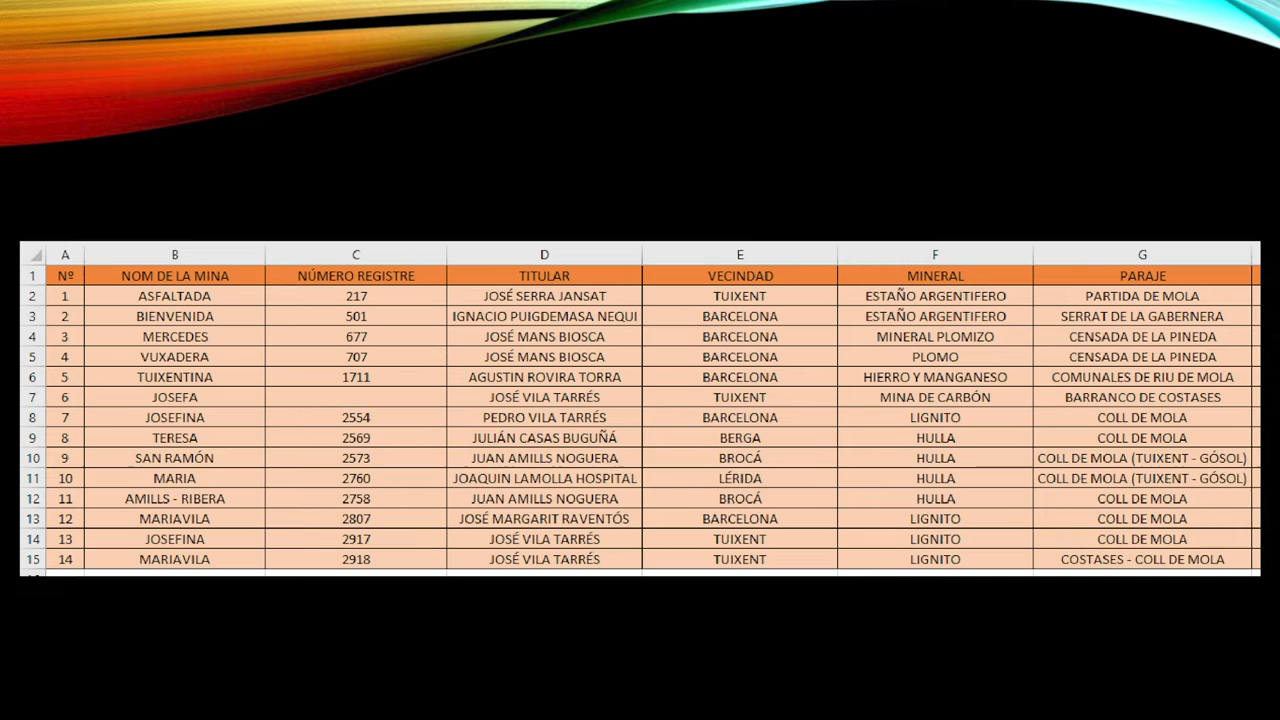 A B C D E F G
1 Nº NOM DE LA MINA NÚMERO REGISTRE TITULAR VECINDAD MINERAL PARAJE
2 1 ASFALTADA 217 JOSÉ SERRA JANSAT TUIXENT ESTAÑO ARGENTIFERO PARTIDA DE MOLA
3 2 BIENVENIDA 501 IGNACIO PUIGDEMASA NEQUI BARCELONA ESTAÑO ARGENTIFERO SERRAT DE LA GABERNERA
4 3 MERCEDES 677 JOSÉ MANS BIOSCA BARCELONA MINERAL PLOMIZO CENSADA DE LA PINEDA
5 4 VUXADERA 707 JOSÉ MANS BIOSCA BARCELONA PLOMO CENSADA DE LA PINEDA
6 5 TUIXENTINA 1711 AGUSTIN ROVIRA TORRA BARCELONA HIERRO Y MANGANESO COMUNALES DE RIU DE MOLA
7 6 JOSEFA JOSÉ VILA TARRÉS TUIXENT MINA DE CARBÓN BARRANCO DE COSTASES
8 7 JOSEFINA 2554 PEDRO VILA TARRÉS BARCELONA LIGNITO COLL DE MOLA
9 8 TERESA 2569 JULIÁN CASAS BUGUÑÁ BERGA HULLA COLL DE MOLA
10 9 SAN RAMÓN 2573 JUAN AMILLS NOGUERA BROCÁ HULLA COLL DE MOLA (TUIXENT - GÓSOL)
11 10 MARIA 2760 JOAQUIN LAMOLLA HOSPITAL LÉRIDA HULLA COLL DE MOLA (TUIXENT - GÓSOL)
12 11 AMILLS - RIBERA 2758 JUAN AMILLS NOGUERA BROCÁ HULLA COLL DE MOLA
13 12 MARIAVILA 2807 JOSÉ MARGARIT RAVENTÓS BARCELONA LIGNITO COLL DE MOLA
14 13 JOSEFINA 2917 JOSÉ VILA TARRÉS TUIXENT LIGNITO COLL DE MOLA
15 14 MARIAVILA 2918 JOSÉ VILA TARRÉS TUIXENT LIGNITO COSTASES - COLL DE MOLA